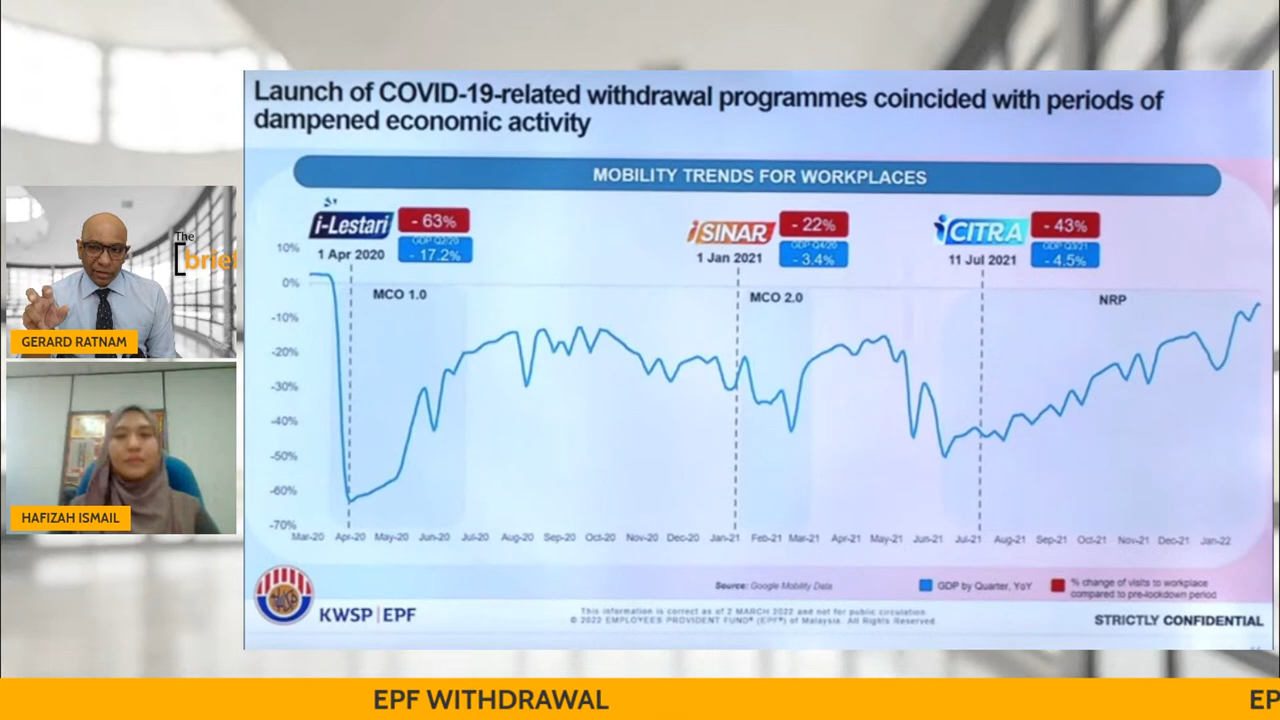 Launch of COVID-19-related withdrawal programmes coincided with periods of
dampened economic activity
MOBILITY TRENDS FOR WORKPLACES
i-Lestari
- 63%
GDP Q2/20
- 17.2%
1 Apr 2020
iSINAR
- 22%
GDP Q4/20
- 3.4%
1 Jan 2021
iCITRA
- 43%
GDP Q3/21
- 4.5%
11 Jul 2021
MCO 1.0
MCO 2.0
NRP
10%
0%
-10%
-20%
-30%
-40%
-50%
-60%
-70%
Mar-20 Apr-20 May-20 Jun-20 Jul-20 Aug-20 Sep-20 Oct-20 Nov-20 Dec-20 Jan-21 Feb-21 Mar-21 Apr-21 May-21 Jun-21 Jul-21 Aug-21 Sep-21 Oct-21 Nov-21 Dec-21 Jan-22
Source: Google Mobility Data
GDP by Quarter, YoY
% change of visits to workplace
compared to pre-lockdown period
KWSP | EPF
This information is correct as of 2 MARCH 2022 and not for public circulation.
© 2022 EMPLOYEES PROVIDENT FUND® (EPF®) of Malaysia. All Rights Reserved.
STRICTLY CONFIDENTIAL
The
[brief
GERARD RATNAM
HAFIZAH ISMAIL
EPF WITHDRAWAL
EP